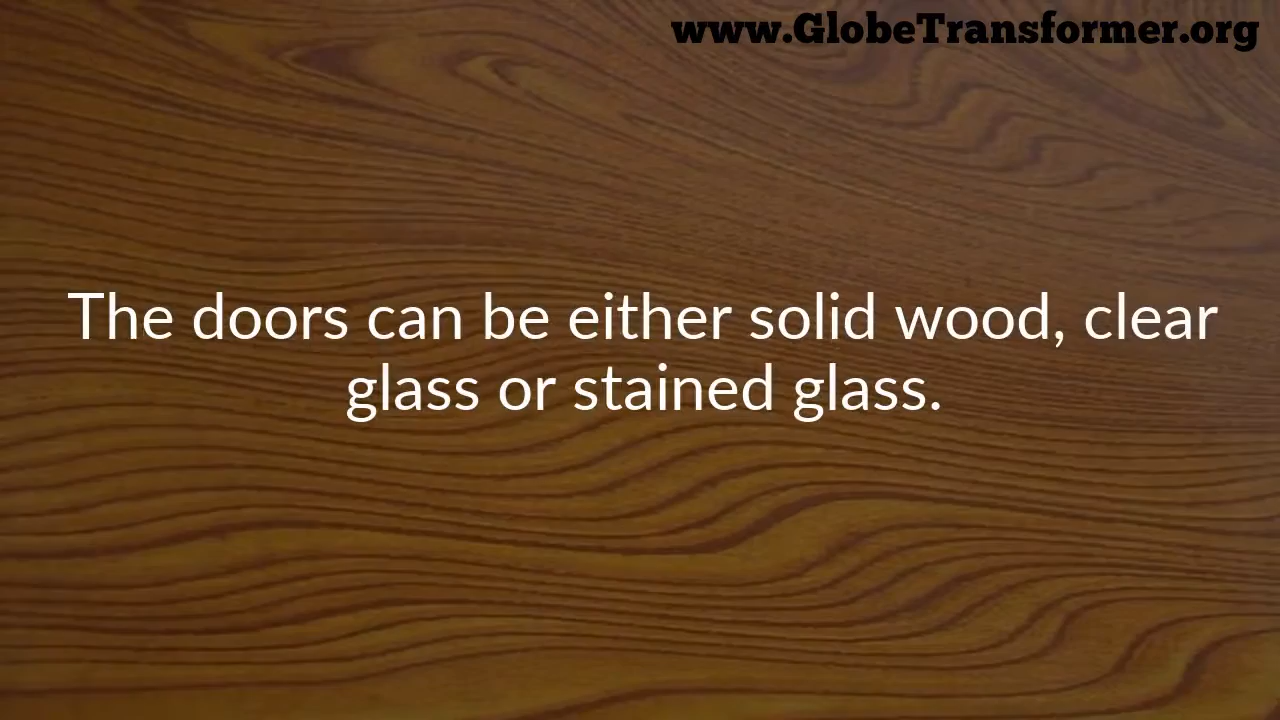 www.GlobeTransformer.org
The doors can be either solid wood, clear
glass or stained glass.